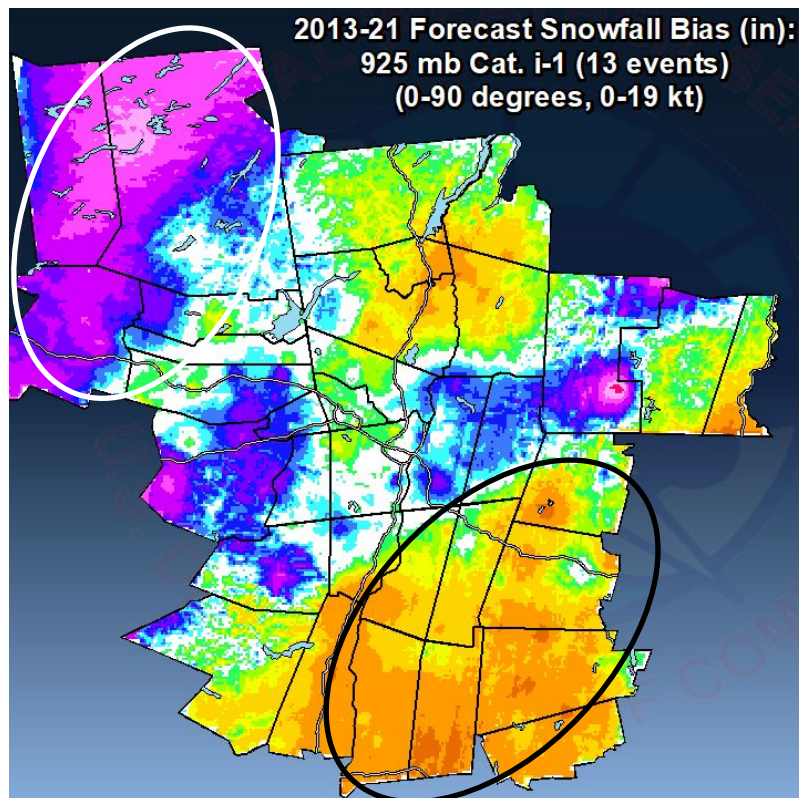 2013-21 Forecast Snowfall Bias (in):
925 mb Cat. i-1 (13 events)
(0-90 degrees, 0-19 kt)